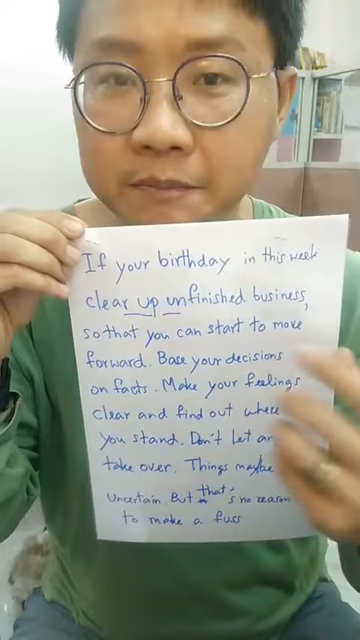 If your birthday in this week
clear up unfinished business,
so that you can start to move
forward. Base your decisions
on facts. Make your feelings
clear and find out where
you stand. Don't let
take over. Things maybe
uncertain. But that's no reason
to make a fuss